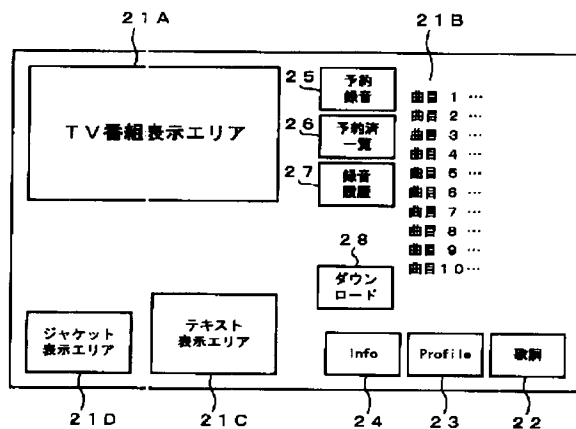 21A
21B
TV番組表示エリア
25
予約
録音
26
予約済
一覧
27
録音
履歴
曲目 1 …
曲目 2 …
曲目 3 …
曲目 4 …
曲目 5 …
曲目 6 …
曲目 7 …
曲目 8 …
曲目 9 …
曲目10…
28
ダウン
ロード
ジャケット
表示エリア
テキスト
表示エリア
Info
Profile
歌詞
21D
21C
24
23
22